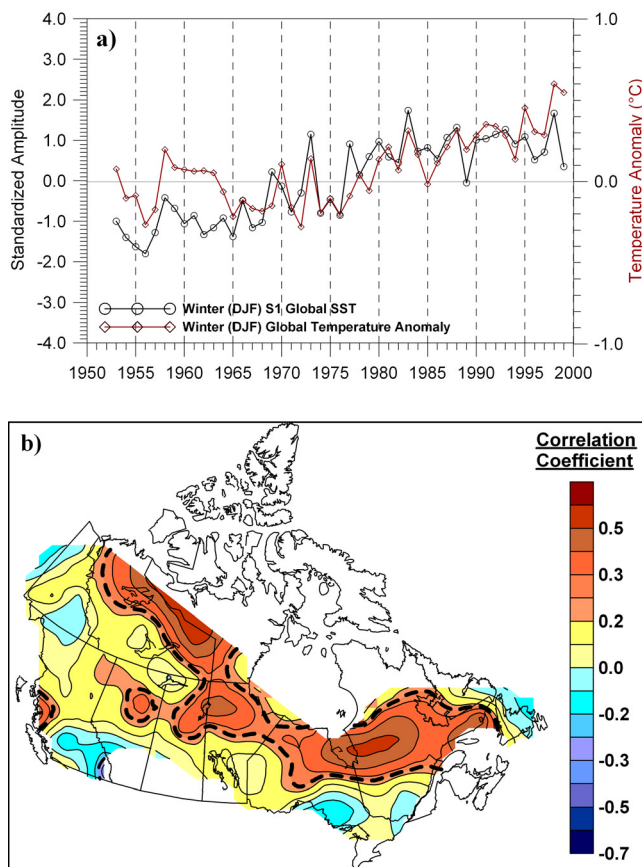 a)
4.0
3.0
2.0
1.0
0.0
-1.0
-2.0
-3.0
-4.0
Standardized Amplitude
1.0
0.0
-1.0
Temperature Anomaly (°C)
Winter (DJF) S1 Global SST
Winter (DJF) Global Temperature Anomaly
1950 1955 1960 1965 1970 1975 1980 1985 1990 1995 2000
b)
Correlation
Coefficient
0.5
0.3
0.2
0.0
-0.2
-0.3
-0.5
-0.7